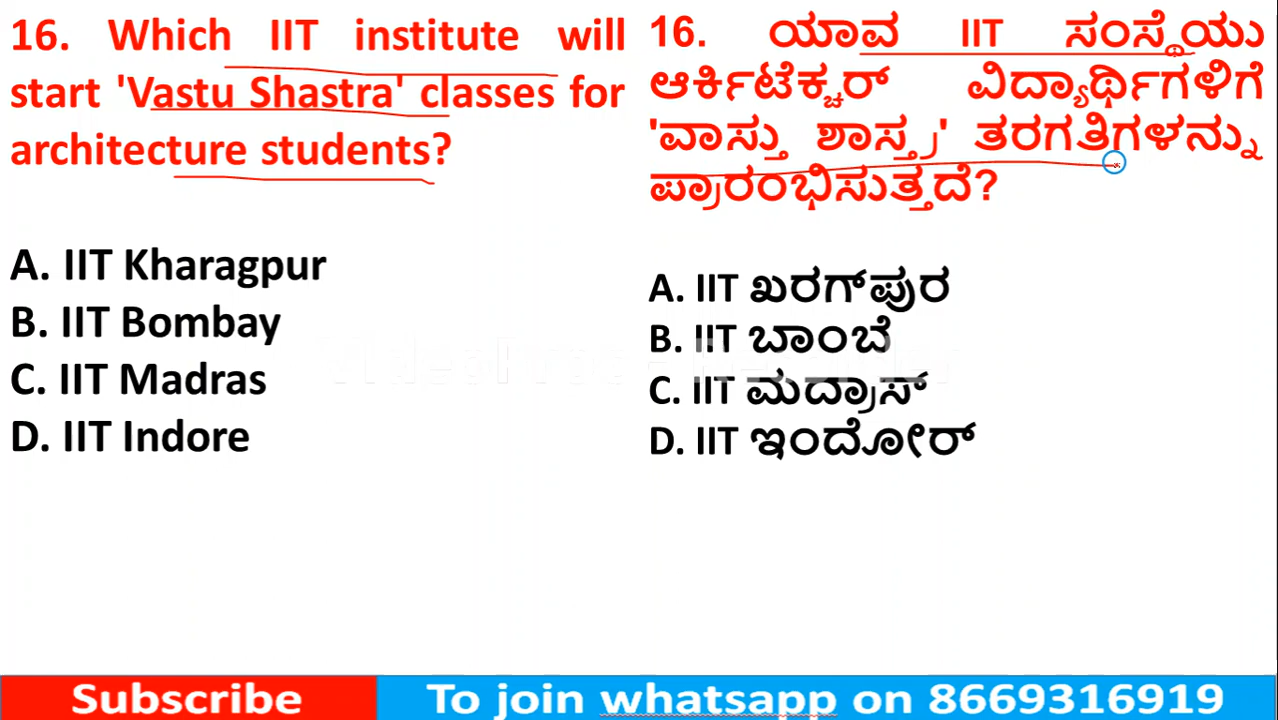 16. Which IIT institute will
start 'Vastu Shastra' classes for
architecture students?
A. IIT Kharagpur
B. IIT Bombay
C. IIT Madras
D. IIT Indore
16. ಯಾವ IIT ಸಂಸ್ಥೆಯು
ಆರ್ಕಿಟೆಕ್ಚರ್ ವಿದ್ಯಾರ್ಥಿಗಳಿಗೆ
'ವಾಸ್ತು ಶಾಸ್ತ್ರ' ತರಗತಿಗಳನ್ನು
ಪ್ರಾರಂಭಿಸುತ್ತದೆ?
A. IIT ಖರಗ್‌ಪುರ
B. IIT ಬಾಂಬೆ
C. IIT ಮದ್ರಾಸ್
D. IIT ಇಂದೋರ್
Subscribe
To join whatsapp on 8669316919